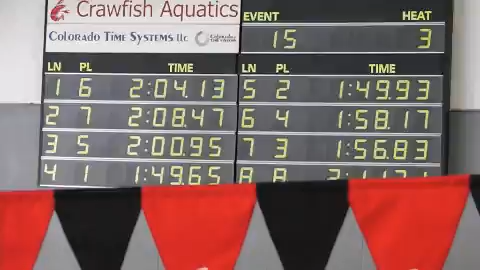 Crawfish Aquatics
Colorado Time Systems LLC
EVENT HEAT
15 3
LN PL TIME LN PL TIME
1 6 2:04.13 5 2 1:49.93
2 7 2:08.47 6 4 1:58.17
3 5 2:00.95 7 3 1:56.83
4 1 1:49.65 8 8